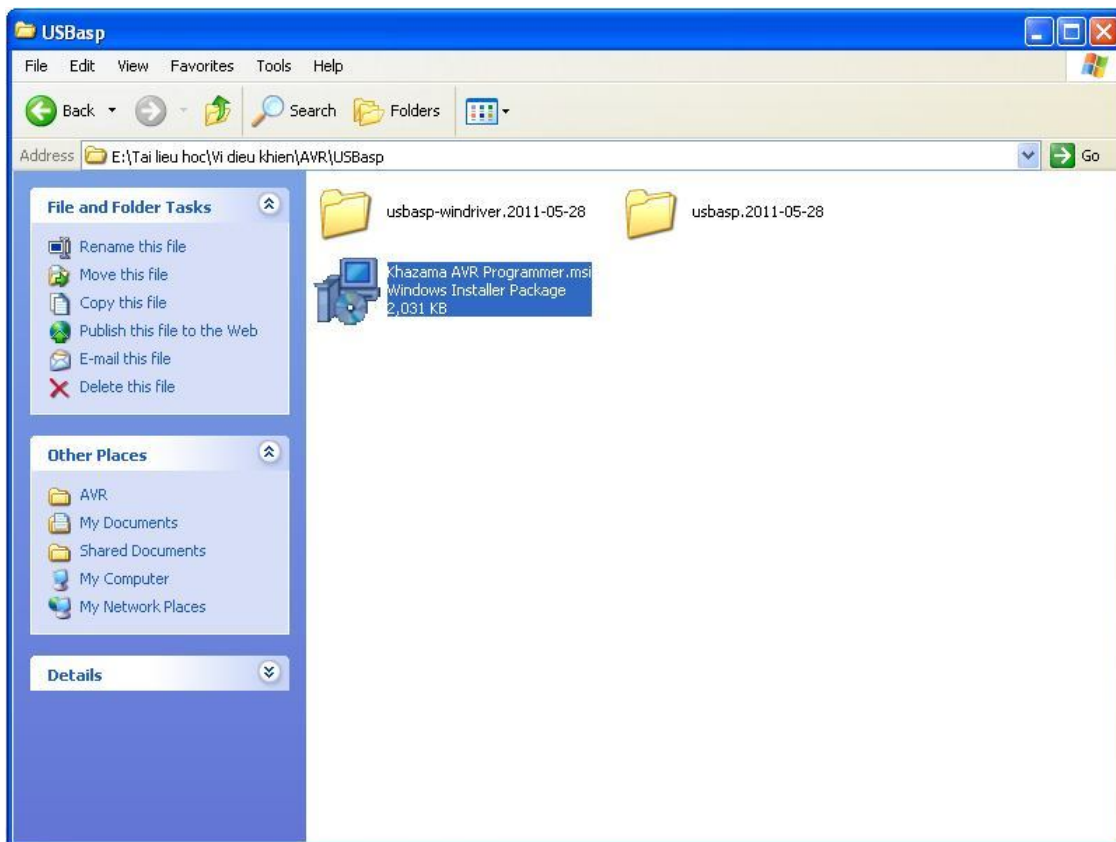 USBasp
File Edit View Favorites Tools Help
Back Search Folders
Address E:\Tai lieu hoc\Vi dieu khien\AVR\USBasp Go
File and Folder Tasks
Rename this file
Move this file
Copy this file
Publish this file to the Web
E-mail this file
Delete this file
Other Places
AVR
My Documents
Shared Documents
My Computer
My Network Places
Details
usbasp-windriver.2011-05-28
usbasp.2011-05-28
Khazama AVR Programmer.msi
Windows Installer Package
2,031 KB